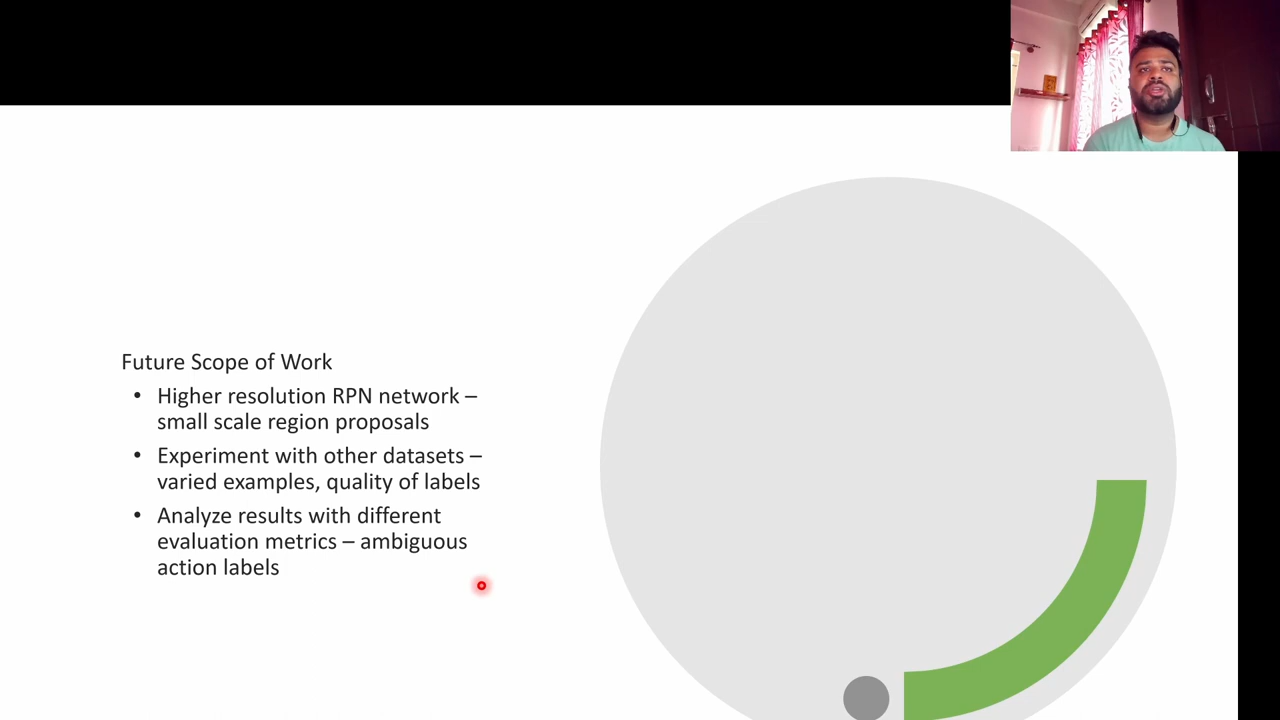 Future Scope of Work
• Higher resolution RPN network –
small scale region proposals
• Experiment with other datasets –
varied examples, quality of labels
• Analyze results with different
evaluation metrics – ambiguous
action labels